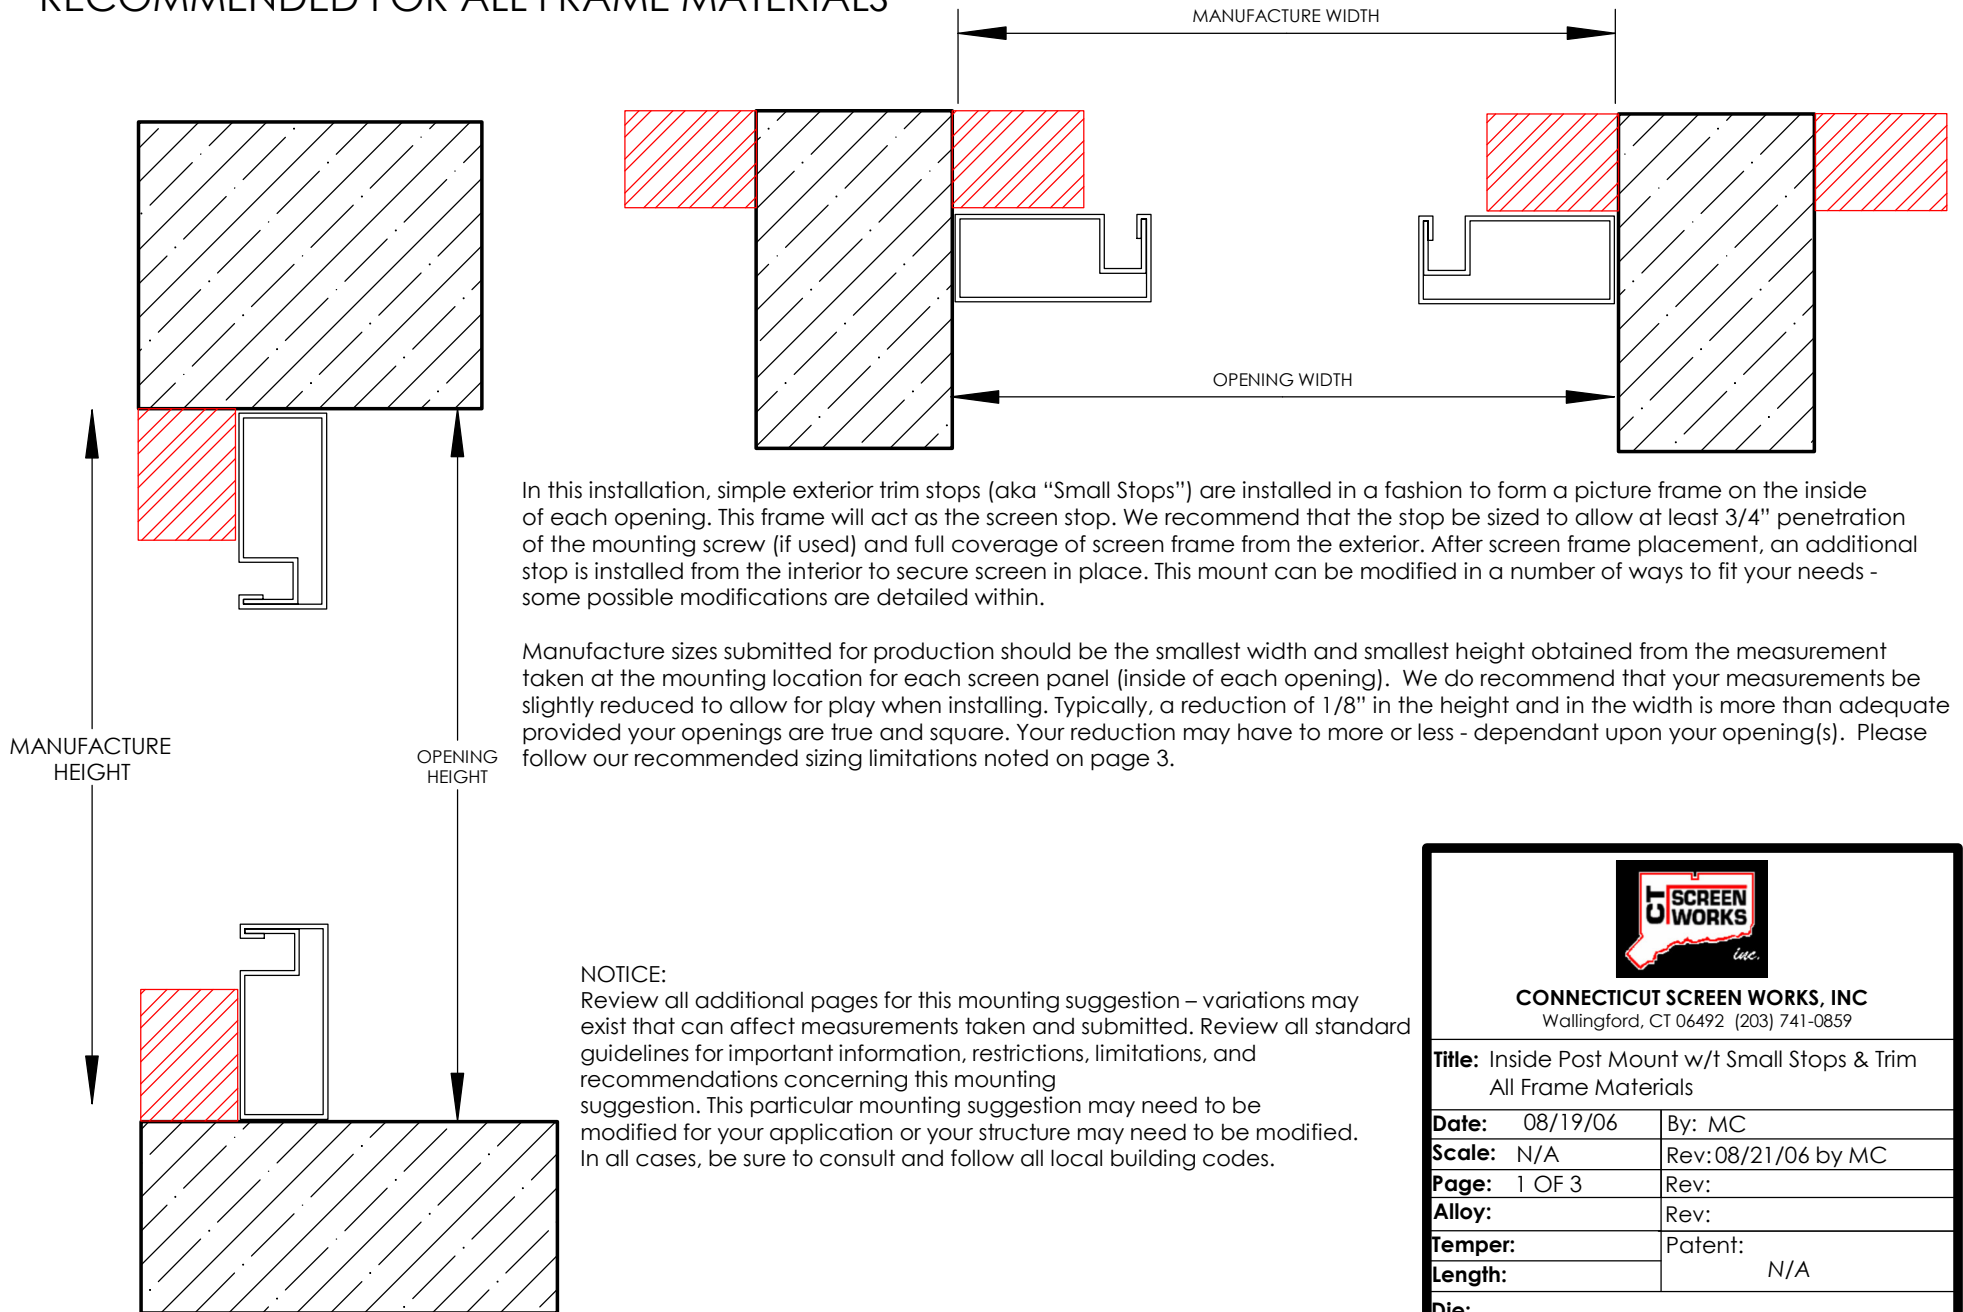 RECOMMENDED FOR ALL FRAME MATERIALS
MANUFACTURE WIDTH
OPENING WIDTH
In this installation, simple exterior trim stops (aka “Small Stops”) are installed in a fashion to form a picture frame on the inside
of each opening. This frame will act as the screen stop. We recommend that the stop be sized to allow at least 3/4” penetration
of the mounting screw (if used) and full coverage of screen frame from the exterior. After screen frame placement, an additional
stop is installed from the interior to secure screen in place. This mount can be modified in a number of ways to fit your needs -
some possible modifications are detailed within.
Manufacture sizes submitted for production should be the smallest width and smallest height obtained from the measurement
taken at the mounting location for each screen panel (inside of each opening). We do recommend that your measurements be
slightly reduced to allow for play when installing. Typically, a reduction of 1/8” in the height and in the width is more than adequate
provided your openings are true and square. Your reduction may have to more or less - dependant upon your opening(s). Please
follow our recommended sizing limitations noted on page 3.
MANUFACTURE
HEIGHT
OPENING
HEIGHT
NOTICE:
Review all additional pages for this mounting suggestion – variations may
exist that can affect measurements taken and submitted. Review all standard
guidelines for important information, restrictions, limitations, and
recommendations concerning this mounting
suggestion. This particular mounting suggestion may need to be
modified for your application or your structure may need to be modified.
In all cases, be sure to consult and follow all local building codes.
CT SCREEN
WORKS
inc.
CONNECTICUT SCREEN WORKS, INC
Wallingford, CT 06492 (203) 741-0859
Title: Inside Post Mount w/t Small Stops & Trim
All Frame Materials
Date: 08/19/06 By: MC
Scale: N/A Rev: 08/21/06 by MC
Page: 1 OF 3 Rev:
Alloy: Rev:
Temper: Patent:
N/A
Length:
Die: